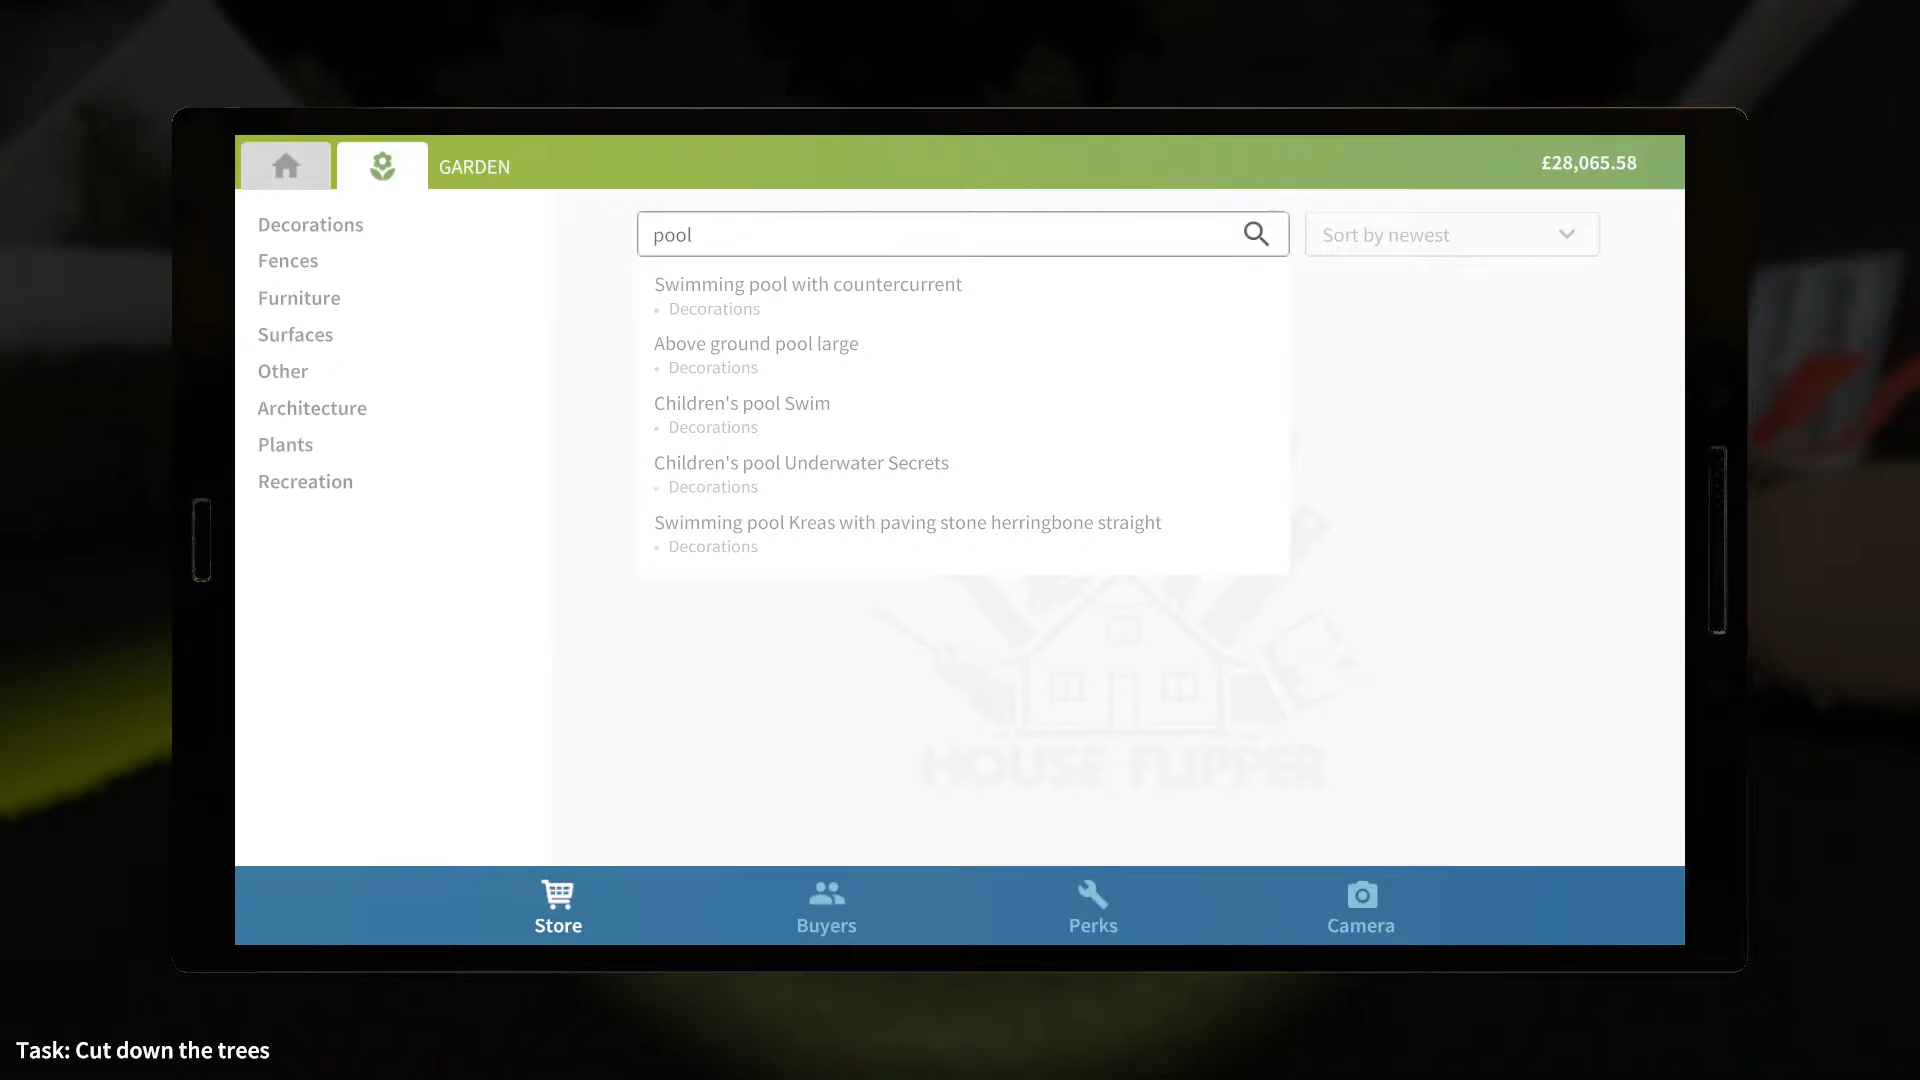 GARDEN
£28,065.58
Decorations
Fences
Furniture
Surfaces
Other
Architecture
Plants
Recreation
pool
Sort by newest
Swimming pool with countercurrent
• Decorations
Above ground pool large
• Decorations
Children's pool Swim
• Decorations
Children's pool Underwater Secrets
• Decorations
Swimming pool Kreas with paving stone herringbone straight
• Decorations
HOUSE FLIPPER
Store
Buyers
Perks
Camera
Task: Cut down the trees